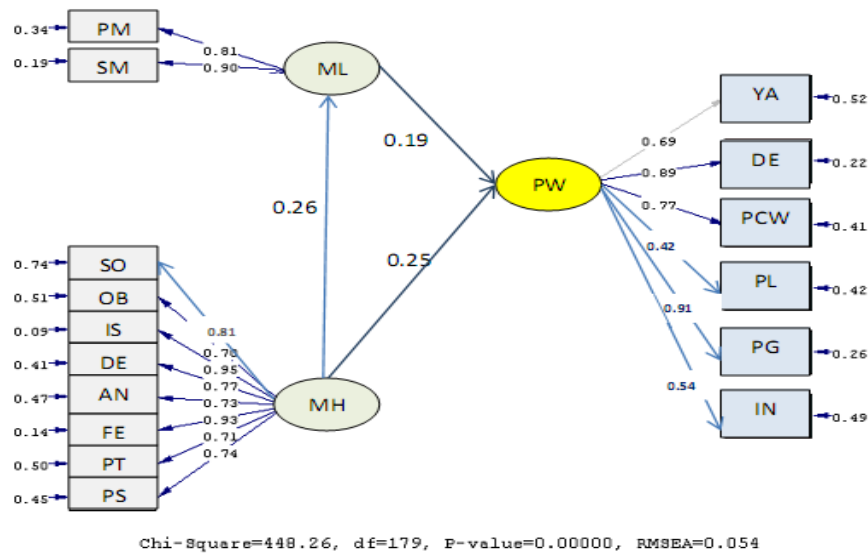 0.34 PM
0.81
0.19 SM
0.90
ML
YA 0.52
0.69
0.19
DE 0.22
0.89
PW
0.77
PCW 0.41
0.26
0.42
0.25
PL 0.42
0.74 SO
0.51 OB
0.91
0.09 IS
0.81
PG 0.26
0.70
0.41 DE
0.95
0.77
0.54
0.47 AN
0.73
MH
IN 0.49
0.14 FE
0.93
0.71
0.50 PT
0.74
0.45 PS
Chi-Square=448.26, df=179, P-value=0.00000, RMSEA=0.054